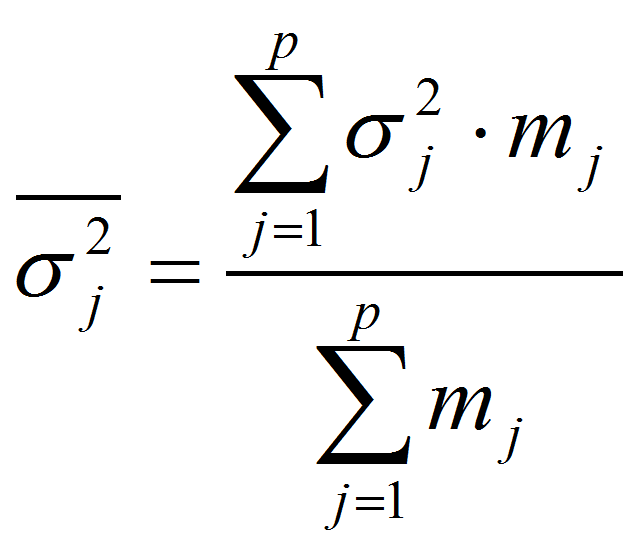 $$\overline{\sigma_j^2} = \frac{\sum_{j=1}^{p} \sigma_j^2 \cdot m_j}{\sum_{j=1}^{p} m_j}$$